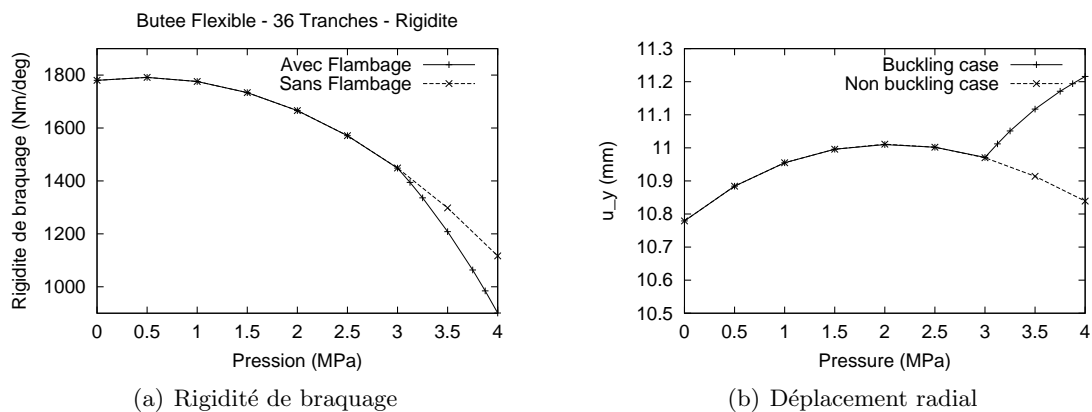 Butee Flexible - 36 Tranches - Rigidite
Rigidite de braquage (Nm/deg)
1800
1600
1400
1200
1000
Avec Flambage
Sans Flambage
0 0.5 1 1.5 2 2.5 3 3.5 4
Pression (MPa)
(a) Rigidité de braquage
u_y (mm)
11.3
11.2
11.1
11
10.9
10.8
10.7
10.6
10.5
Buckling case
Non buckling case
0 0.5 1 1.5 2 2.5 3 3.5 4
Pressure (MPa)
(b) Déplacement radial